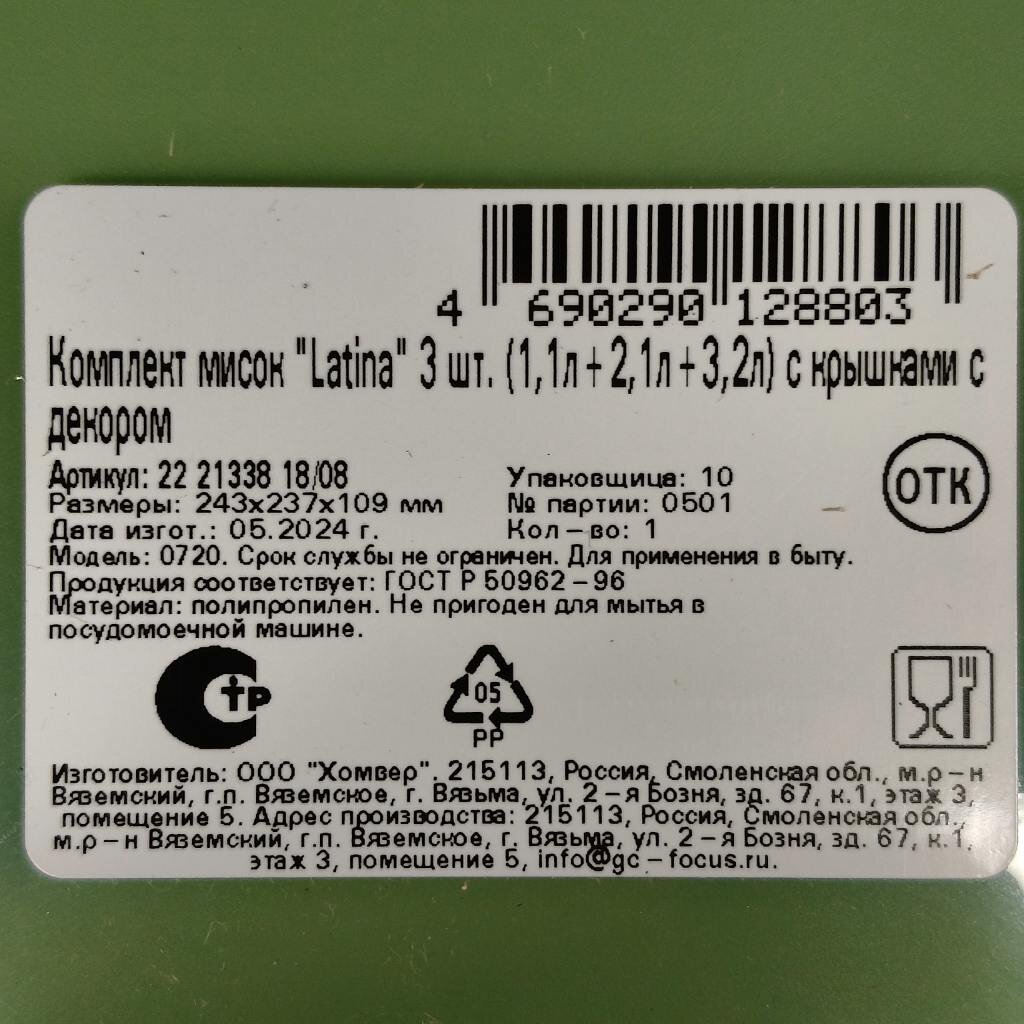 4 690290 128803
Комплект мисок "Latina" 3 шт. (1,1л+2,1л+3,2л) с крышками с
декором
Артикул: 22 21338 18/08
Размеры: 243х237х109 мм
Дата изгот.: 05.2024 г.
Упаковщица: 10
№ партии: 0501
Кол-во: 1
ОТК
Модель: 0720. Срок службы не ограничен. Для применения в быту.
Продукция соответствует: ГОСТ Р 50962-96
Материал: полипропилен. Не пригоден для мытья в
посудомоечной машине.
СТР
05
PP
Изготовитель: ООО "Хомвер". 215113, Россия, Смоленская обл., м.р-н
Вяземский, г.п. Вяземское, г. Вязьма, ул. 2-я Бозня, зд. 67, к.1, этаж 3,
помещение 5. Адрес производства: 215113, Россия, Смоленская обл.,
м.р-н Вяземский, г.п. Вяземское, г. Вязьма, ул. 2-я Бозня, зд. 67, к.1,
этаж 3, помещение 5, info@gc-focus.ru.